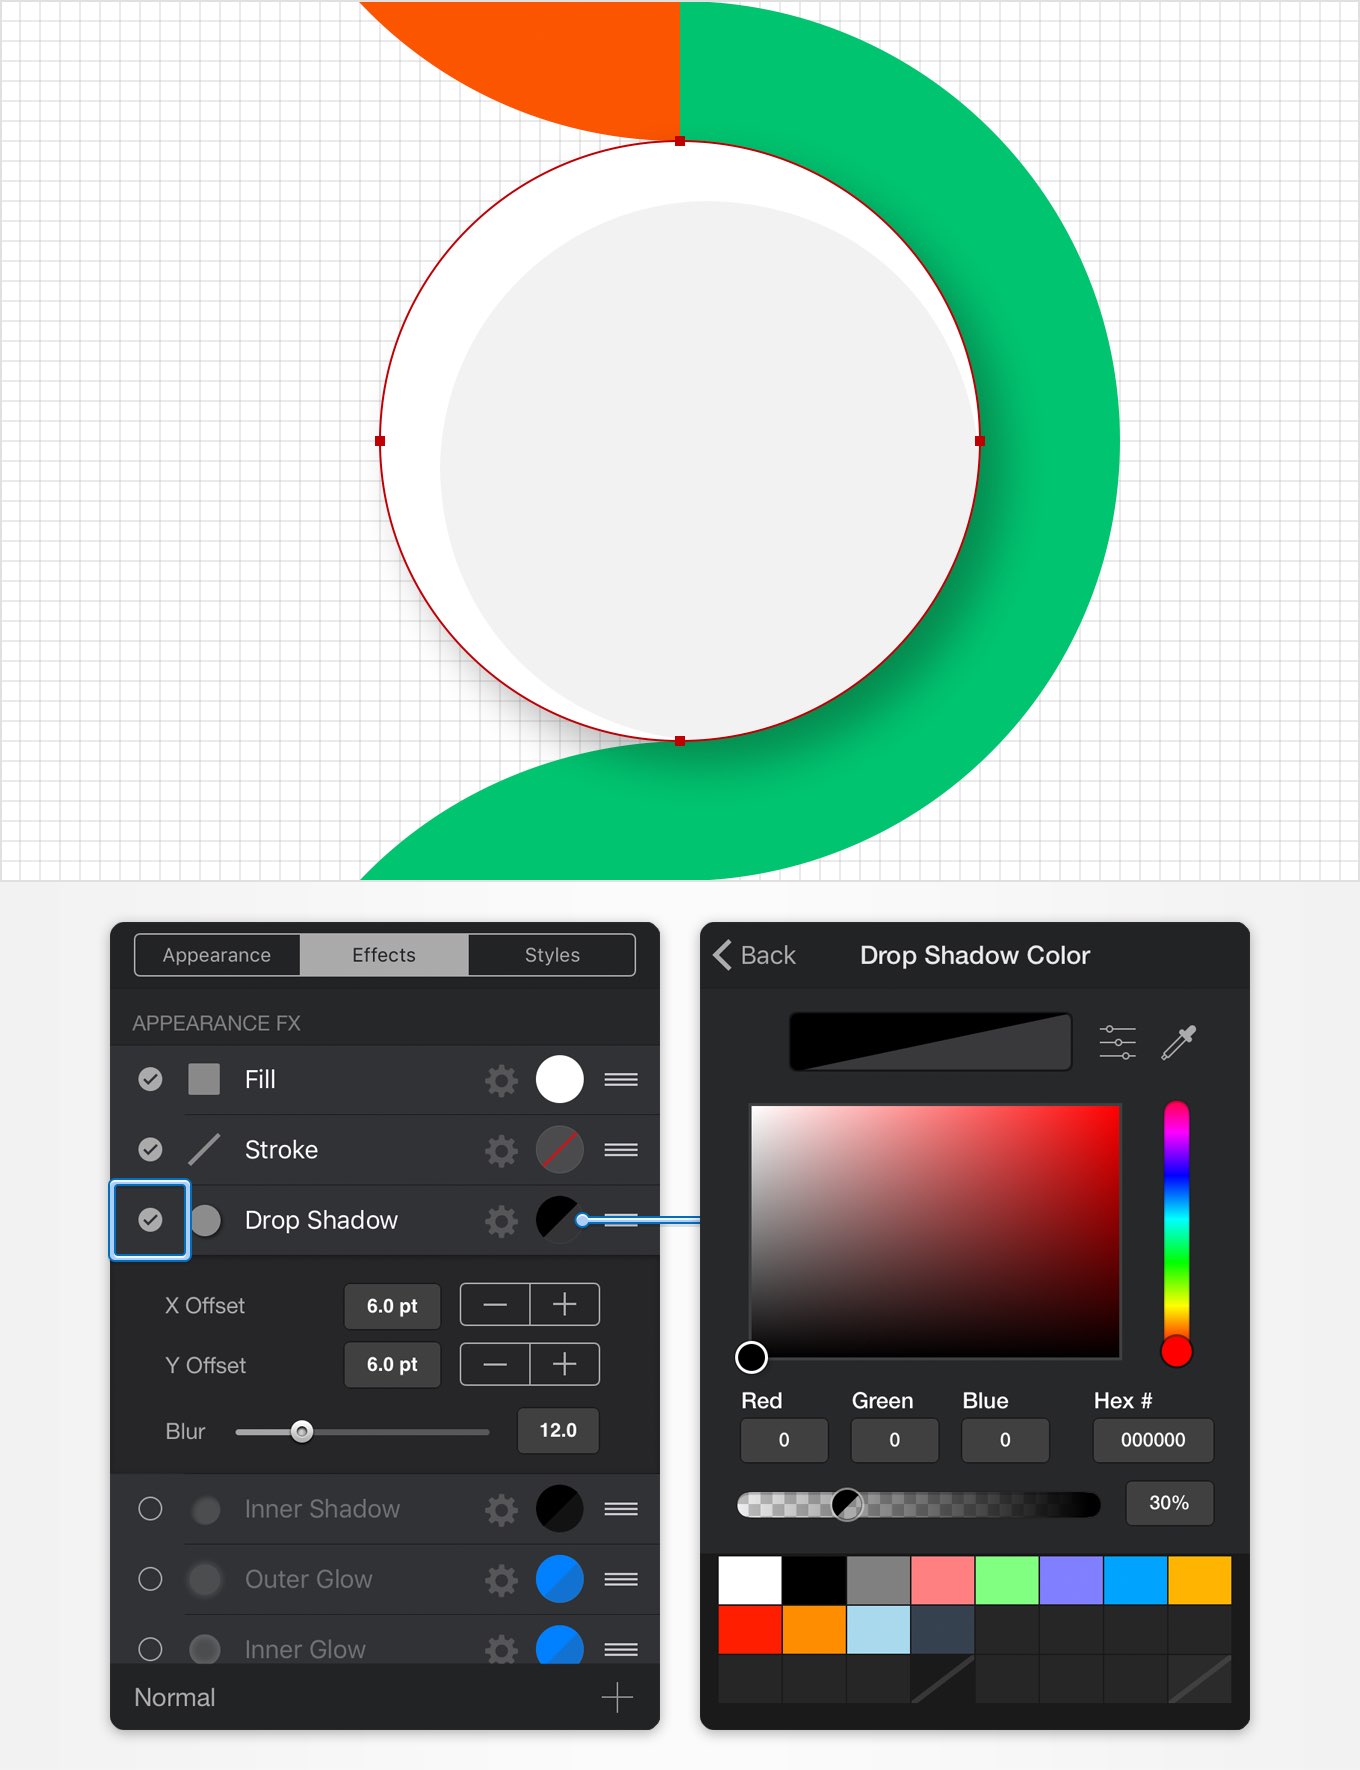 Appearance Effects Styles
APPEARANCE FX
Fill
Stroke
Drop Shadow
X Offset 6.0 pt
Y Offset 6.0 pt
Blur 12.0
Inner Shadow
Outer Glow
Inner Glow
Normal
Back Drop Shadow Color
Red Green Blue Hex #
0 0 0 000000
30%